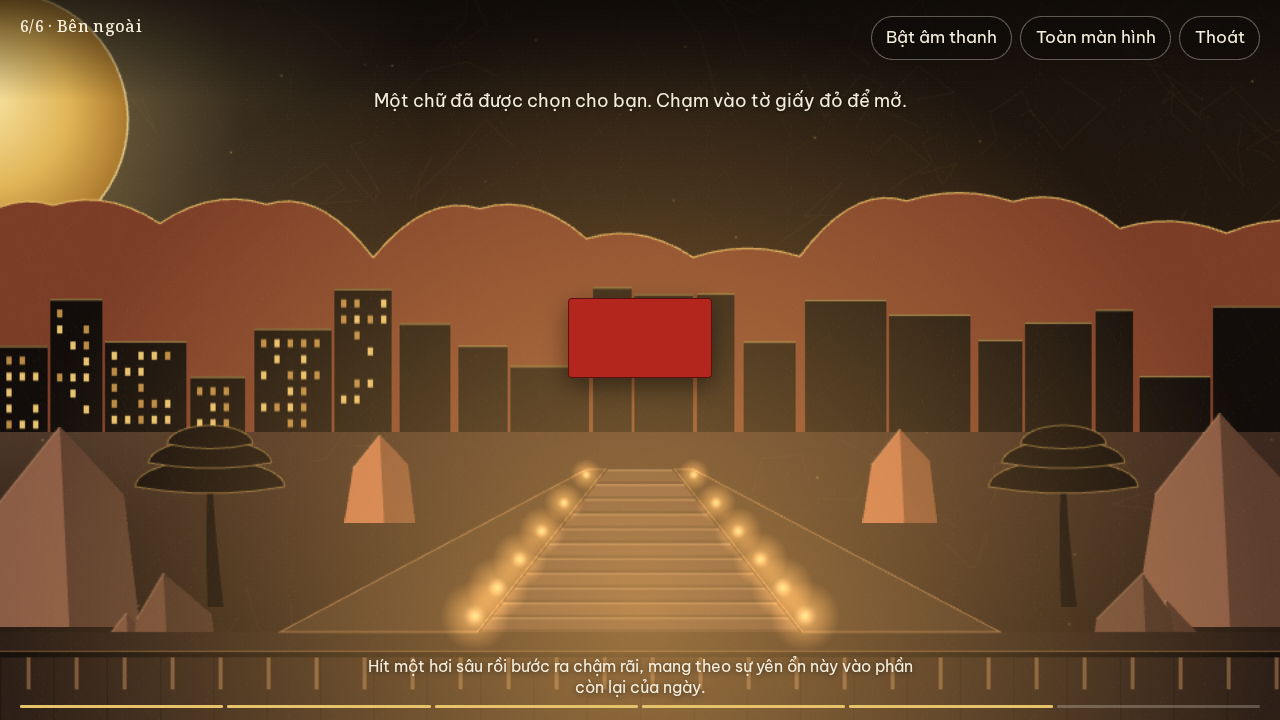 6/6 · Bên ngoài
Bật âm thanh
Toàn màn hình
Thoát
Một chữ đã được chọn cho bạn. Chạm vào tờ giấy đỏ để mở.
Hít một hơi sâu rồi bước ra chậm rãi, mang theo sự yên ổn này vào phần
còn lại của ngày.